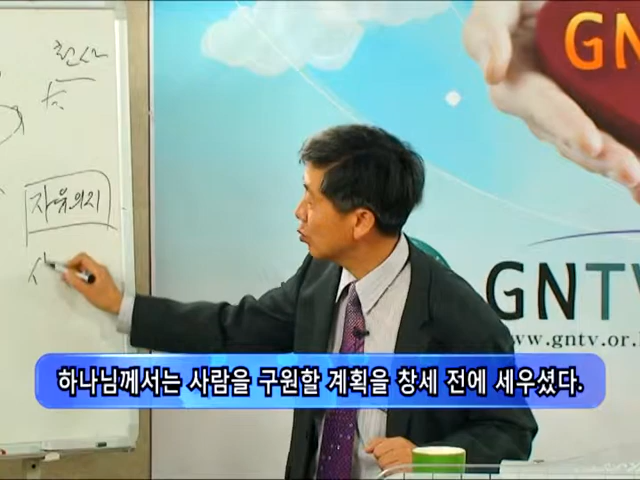 천사
자유의지
GN
GNTV
www.gntv.or.
하나님께서는 사람을 구원할 계획을 창세 전에 세우셨다.